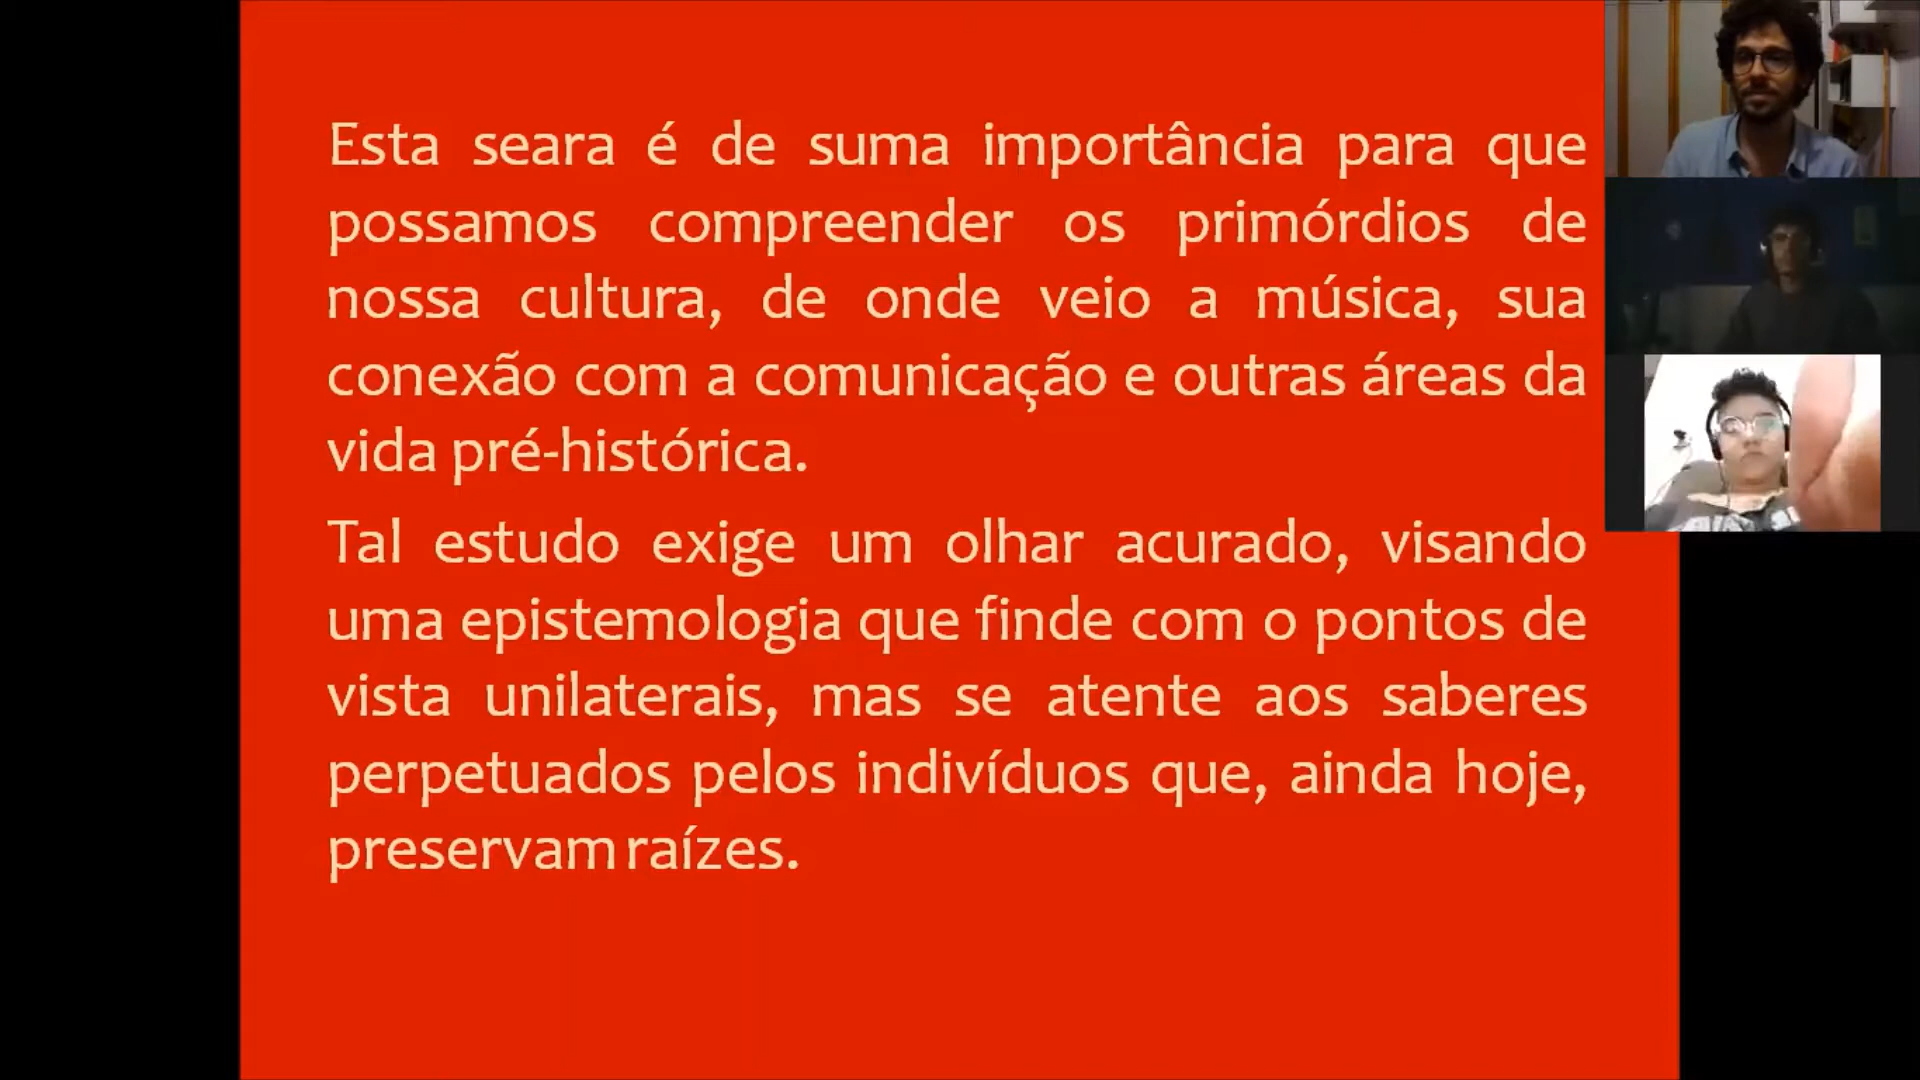 Esta seara é de suma importância para que
possamos compreender os primórdios de
nossa cultura, de onde veio a música, sua
conexão com a comunicação e outras áreas da
vida pré-histórica.
Tal estudo exige um olhar acurado, visando
uma epistemologia que finde com o pontos de
vista unilaterais, mas se atente aos saberes
perpetuados pelos indivíduos que, ainda hoje,
preservam raízes.